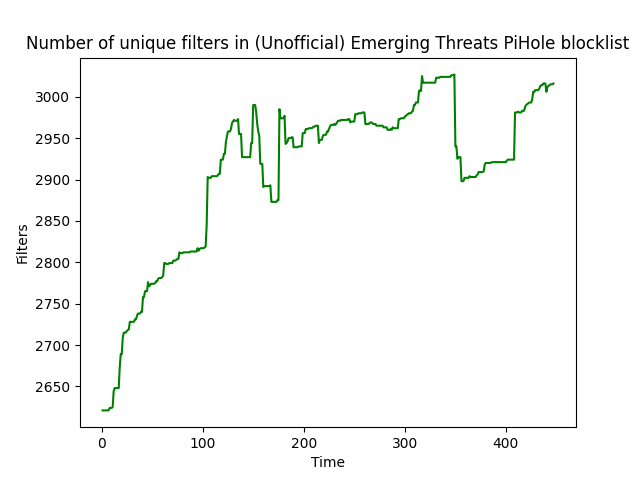 Number of unique filters in (Unofficial) Emerging Threats PiHole blocklist
3000
2950
2900
2850
2800
2750
2700
2650
Filters
0 100 200 300 400
Time